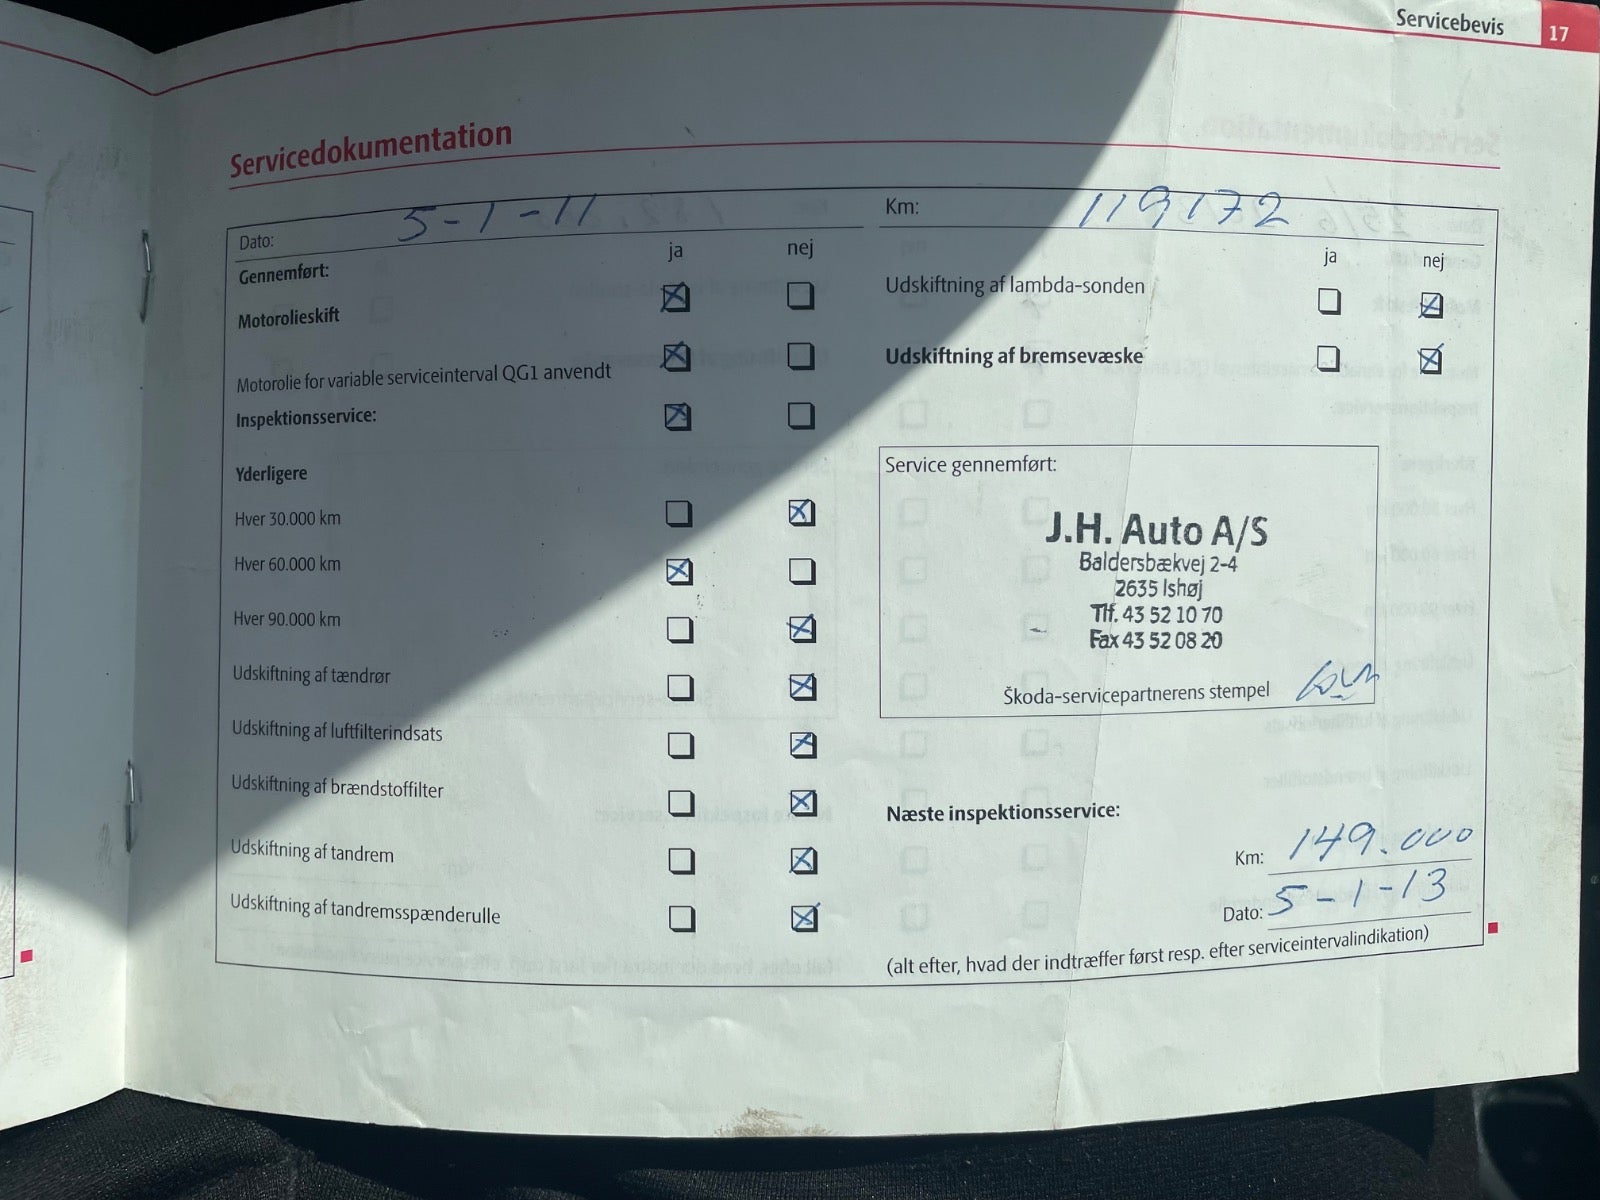 Servicebevis 17
Servicedokumentation
Dato: 5-1-11
ja nej
Gennemført:
Motorolieskift
Motorolie for variable serviceinterval QG1 anvendt
Inspektionsservice:
Yderligere
Hver 30.000 km
Hver 60.000 km
Hver 90.000 km
Udskiftning af tændrør
Udskiftning af luftfilterindsats
Udskiftning af brændstoffilter
Udskiftning af tandrem
Udskiftning af tandremsspænderulle
Km: 119172
ja nej
Udskiftning af lambda-sonden
Udskiftning af bremsevæske
Service gennemført:
J.H. Auto A/S
Baldersbækvej 2-4
2635 Ishøj
Tlf. 43 52 10 70
Fax 43 52 08 20
Škoda-servicepartnerens stempel
Næste inspektionsservice:
Km: 149.000
Dato: 5-1-13
(alt efter, hvad der indtræffer først resp. efter serviceintervalindikation)